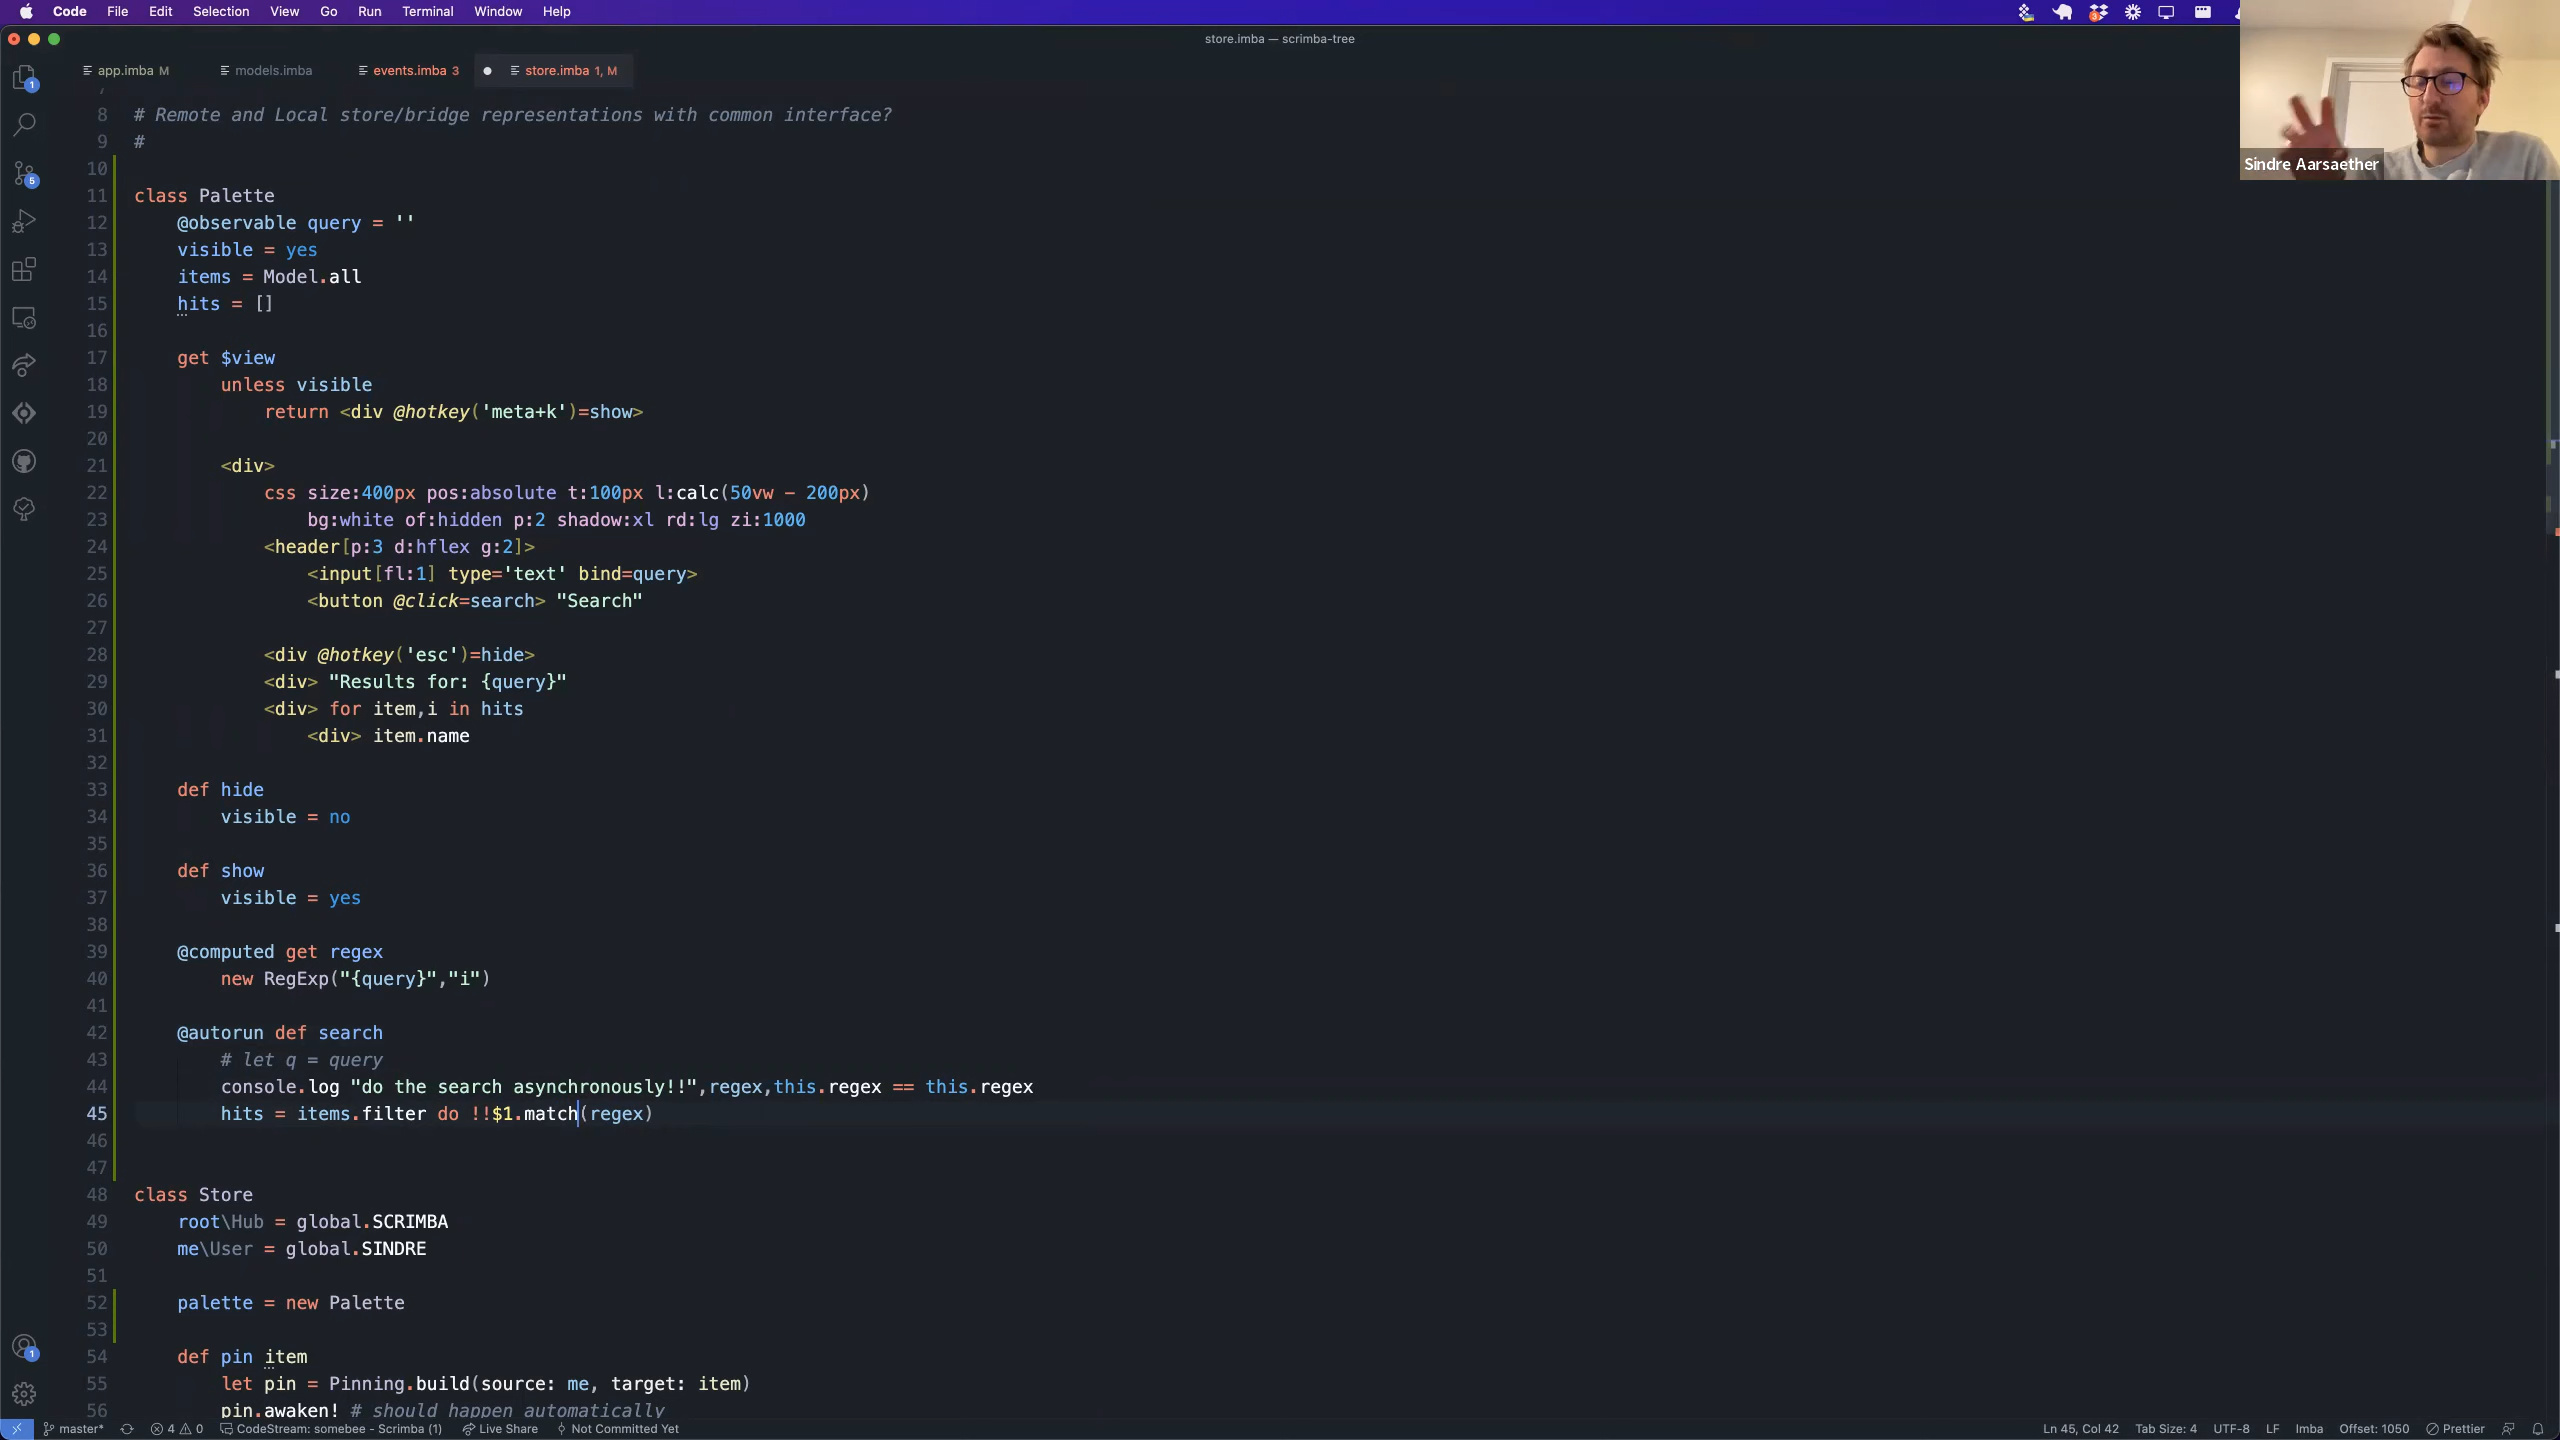 Code File Edit Selection View Go Run Terminal Window Help
3
store.imba — scrimba-tree
app.imba M models.imba events.imba 3 store.imba 1, M
Sindre Aarsaether
1
5
1
7
8 # Remote and Local store/bridge representations with common interface?
9 #
10
11 class Palette
12 @observable query = ''
13 visible = yes
14 items = Model.all
15 hits = []
16
17 get $view
18 unless visible
19 return <div @hotkey('meta+k')=show>
20
21 <div>
22 css size:400px pos:absolute t:100px l:calc(50vw - 200px)
23 bg:white of:hidden p:2 shadow:xl rd:lg zi:1000
24 <header[p:3 d:hflex g:2]>
25 <input[fl:1] type='text' bind=query>
26 <button @click=search> "Search"
27
28 <div @hotkey('esc')=hide>
29 <div> "Results for: {query}"
30 <div> for item,i in hits
31 <div> item.name
32
33 def hide
34 visible = no
35
36 def show
37 visible = yes
38
39 @computed get regex
40 new RegExp("{query}","i")
41
42 @autorun def search
43 # let q = query
44 console.log "do the search asynchronously!!",regex,this.regex == this.regex
45 hits = items.filter do !!$1.match(regex)
46
47
48 class Store
49 root\Hub = global.SCRIMBA
50 me\User = global.SINDRE
51
52 palette = new Palette
53
54 def pin item
55 let pin = Pinning.build(source: me, target: item)
56 pin.awaken! # should happen automatically
master* 4 0 CodeStream: somebee - Scrimba (1) Live Share Not Committed Yet Ln 45, Col 42 Tab Size: 4 UTF-8 LF Imba Offset: 1050 Prettier